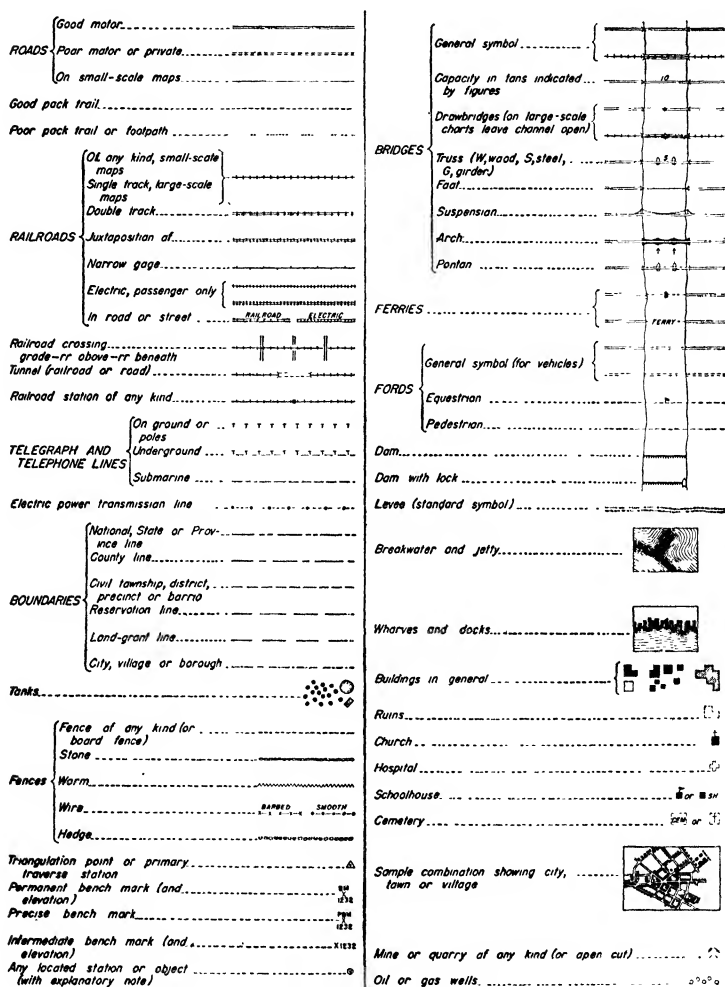 Good motor
ROADS
Poor motor or private
On small-scale maps
Good pack trail
Poor pack trail or footpath
Of any kind, small-scale
maps
Single track, large-scale
maps
Double track
RAILROADS
Juxtaposition of
Narrow gage
Electric, passenger only
In road or street
RAILROAD ELECTRIC
Railroad crossing
grade-rr above-rr beneath
Tunnel (railroad or road)
Railroad station of any kind
On ground or
poles
TELEGRAPH AND
TELEPHONE LINES
Underground
T T T T T T T T T
Submarine
Electric power transmission line
National, State or Prov-
ince line
County line
Civil township, district,
precinct or barrio
BOUNDARIES
Reservation line
Land-grant line
City, village or borough
Tanks
Fence of any kind (or
board fence)
Stone
Fences
Worm
Wire
BARBED SMOOTH
Hedge
Triangulation point or primary
traverse station
Permanent bench mark (and
elevation)
BM
X
1232
Precise bench mark
PBM
X
1232
Intermediate bench mark (and
elevation)
X1232
Any located station or object
(with explanatory note)
General symbol
Capacity in tons indicated
by figures
10
Drawbridges (on large-scale
charts leave channel open)
BRIDGES
Truss (W, wood, S, steel,
G, girder)
S
Foot
Suspension
Arch
Ponton
FERRIES
FERRY
General symbol (for vehicles)
FORDS
Equestrian
Pedestrian
Dam
Dam with lock
Levee (standard symbol)
Breakwater and jetty
Wharves and docks
Buildings in general
Ruins
Church
Hospital
Schoolhouse
or SH
Cemetery
CEM or
Sample combination showing city,
town or village
Mine or quarry of any kind (or open cut)
Oil or gas wells